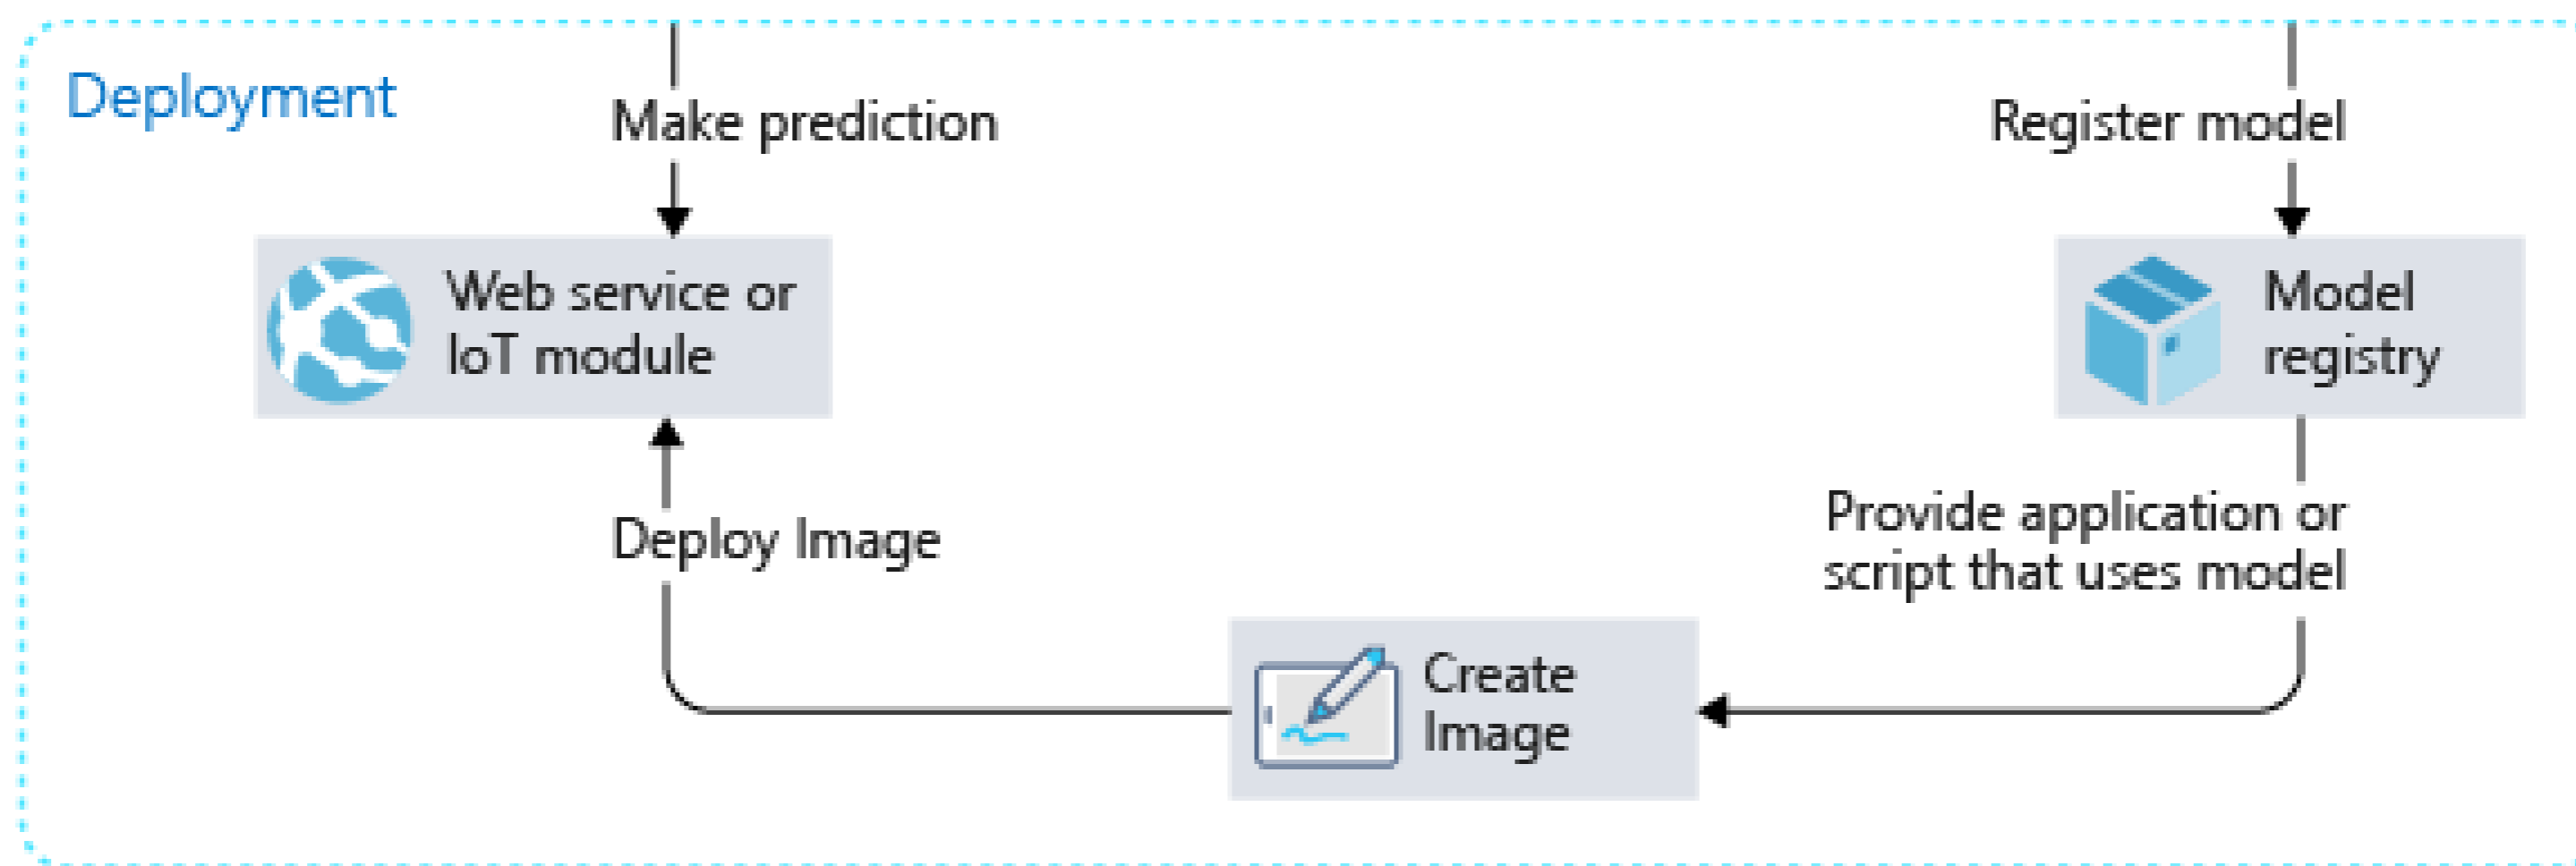 Deployment
Make prediction
Register model
Web service or
IoT module
Model
registry
Deploy Image
Provide application or
script that uses model
Create
Image